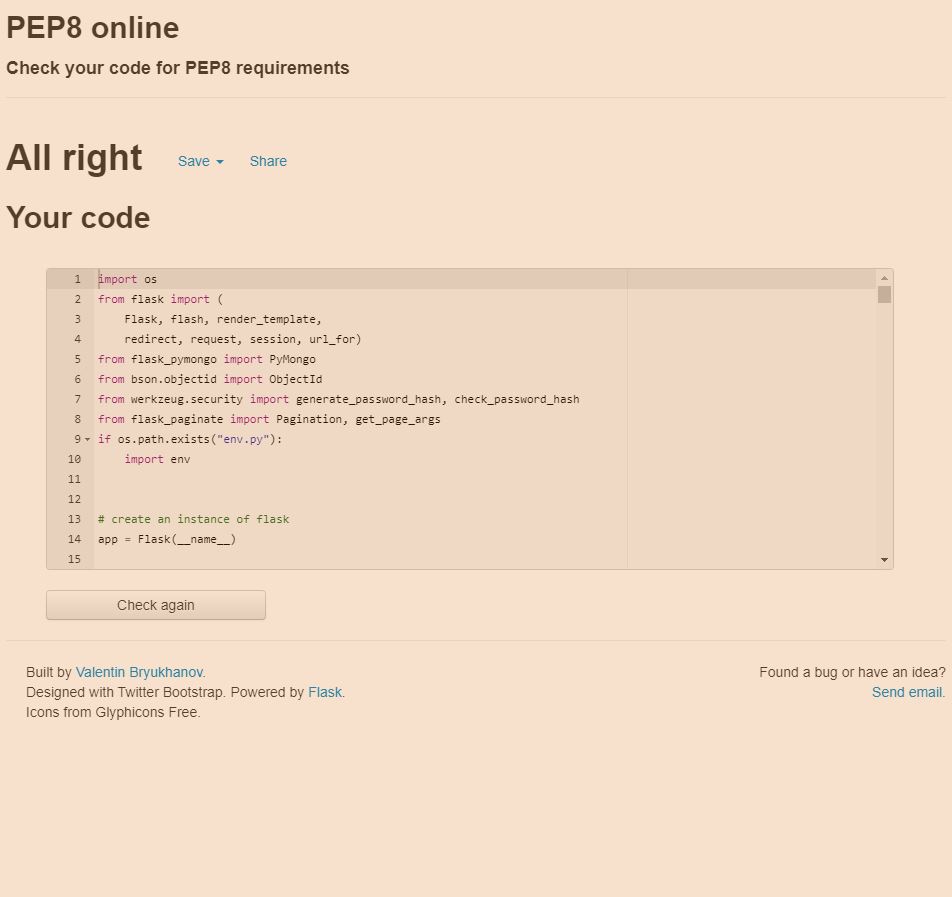 PEP8 online
Check your code for PEP8 requirements
All right Save Share
Your code
1 import os
2 from flask import (
3     Flask, flash, render_template,
4     redirect, request, session, url_for)
5 from flask_pymongo import PyMongo
6 from bson.objectid import ObjectId
7 from werkzeug.security import generate_password_hash, check_password_hash
8 from flask_paginate import Pagination, get_page_args
9 if os.path.exists("env.py"):
10     import env
11
12
13 # create an instance of flask
14 app = Flask(__name__)
15
Check again
Built by Valentin Bryukhanov. Found a bug or have an idea?
Designed with Twitter Bootstrap. Powered by Flask. Send email.
Icons from Glyphicons Free.